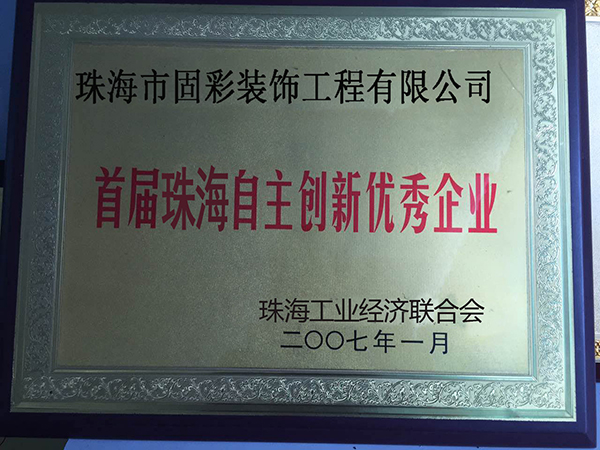 珠海市固彩装饰工程有限公司
首届珠海自主创新优秀企业
珠海工业经济联合会
二〇〇七年一月